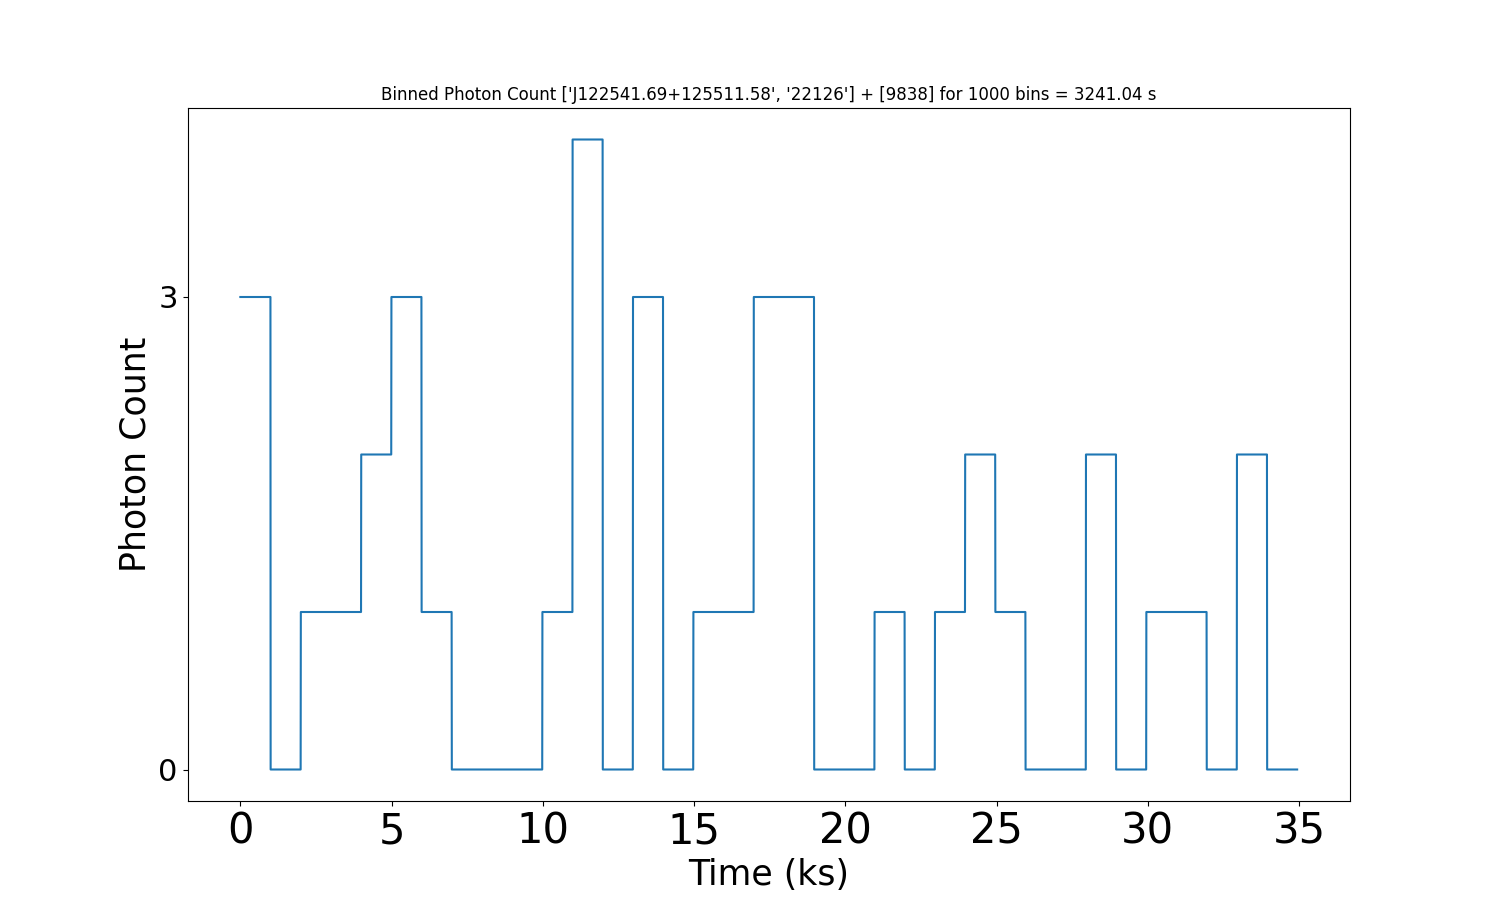 Binned Photon Count ['J122541.69+125511.58', '22126'] + [9838] for 1000 bins = 3241.04 s
3
0
Photon Count
0 5 10 15 20 25 30 35
Time (ks)